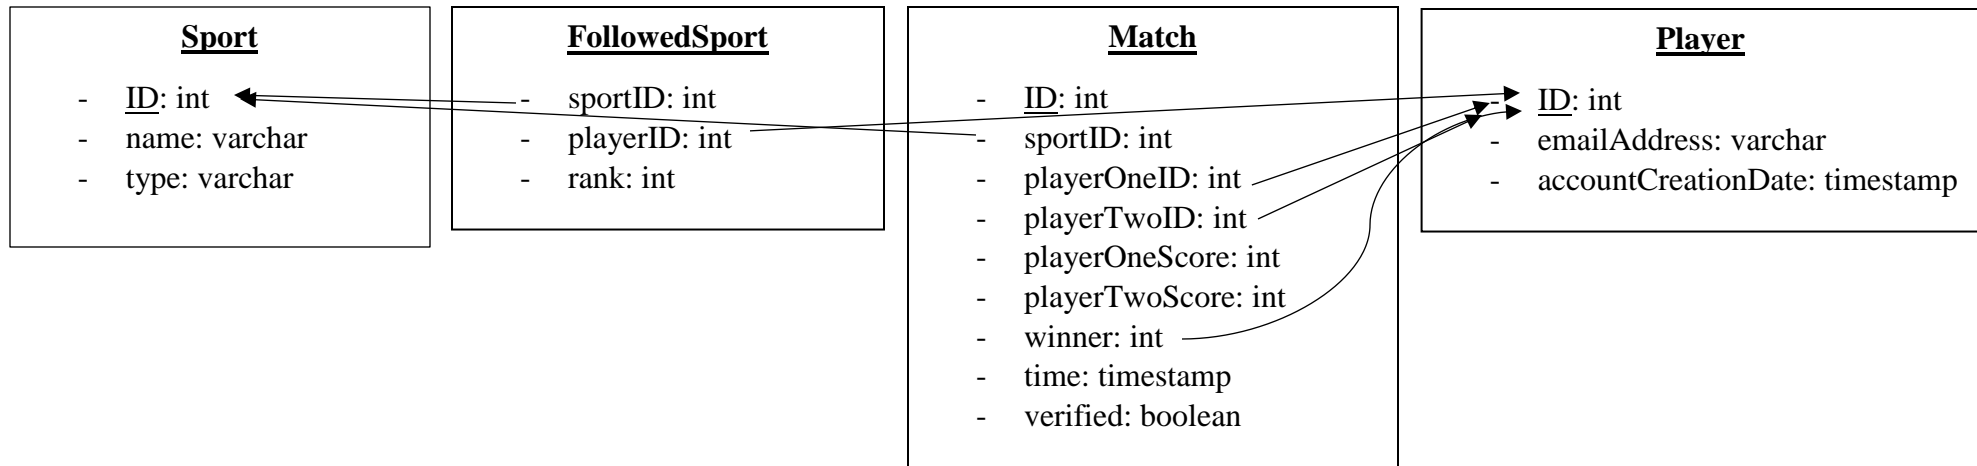 Sport
- ID: int
- name: varchar
- type: varchar
FollowedSport
- sportID: int
- playerID: int
- rank: int
Match
- ID: int
- sportID: int
- playerOneID: int
- playerTwoID: int
- playerOneScore: int
- playerTwoScore: int
- winner: int
- time: timestamp
- verified: boolean
Player
- ID: int
- emailAddress: varchar
- accountCreationDate: timestamp